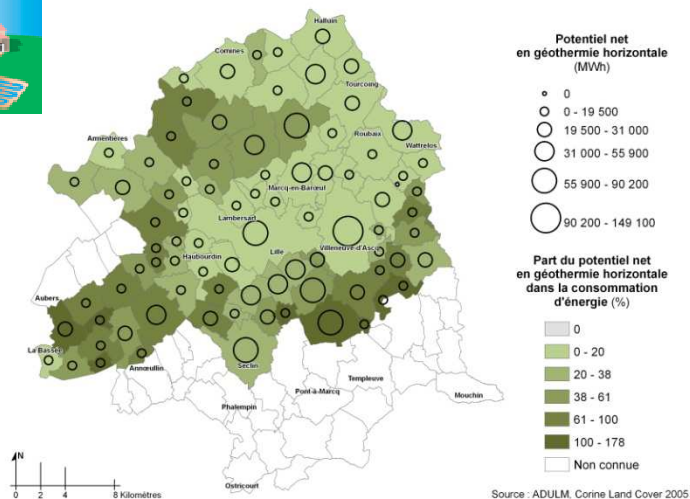 Halluin
Comines
Tourcoing
Armentières
Roubaix
Wattrelos
Marcq-en-Barœul
Lambersart
Lille
Villeneuve-d'Ascq
Haubourdin
Aubers
La Bassée
Annœullin
Seclin
Templeuve
Pont-à-Marcq
Mouchin
Phalempin
Ostricourt
N
0 2 4 8 Kilomètres
Potentiel net
en géothermie horizontale
(MWh)
0
0 - 19 500
19 500 - 31 000
31 000 - 55 900
55 900 - 90 200
90 200 - 149 100
Part du potentiel net
en géothermie horizontale
dans la consommation
d'énergie (%)
0
0 - 20
20 - 38
38 - 61
61 - 100
100 - 178
Non connue
Source : ADULM, Corine Land Cover 2005